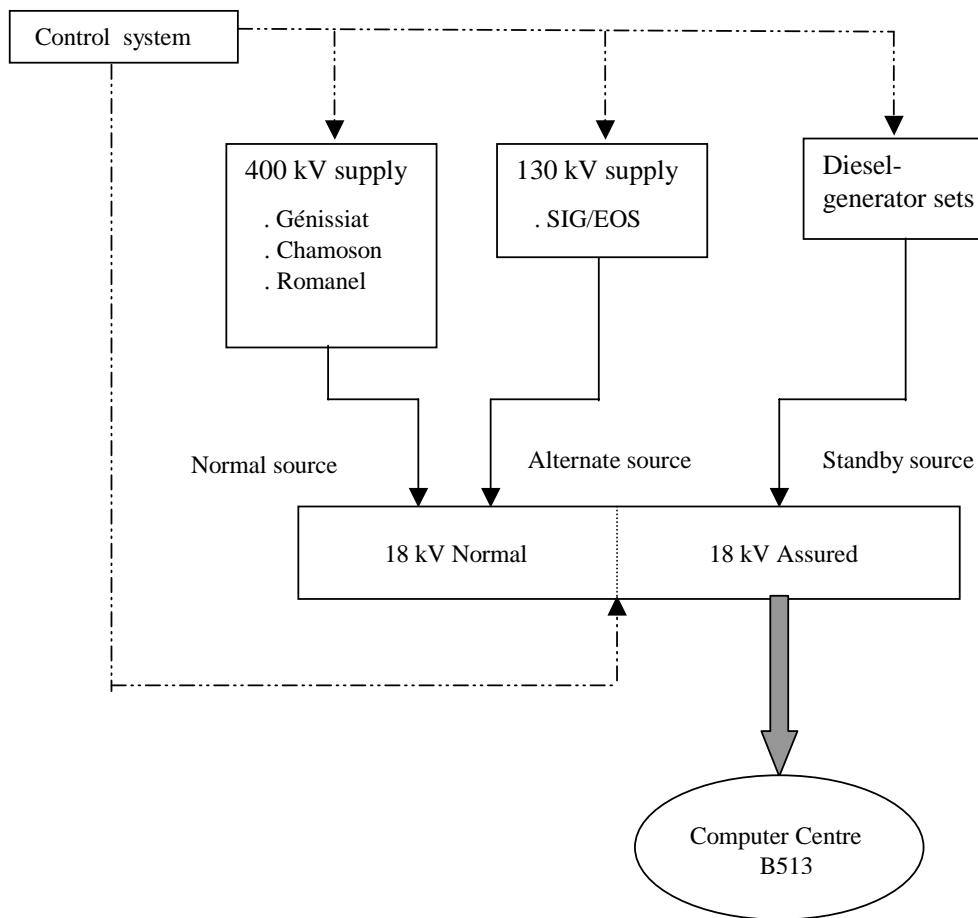 Control system
400 kV supply
. Génissiat
. Chamoson
. Romanel
130 kV supply
. SIG/EOS
Diesel-
generator sets
Normal source
Alternate source
Standby source
18 kV Normal
18 kV Assured
Computer Centre
B513